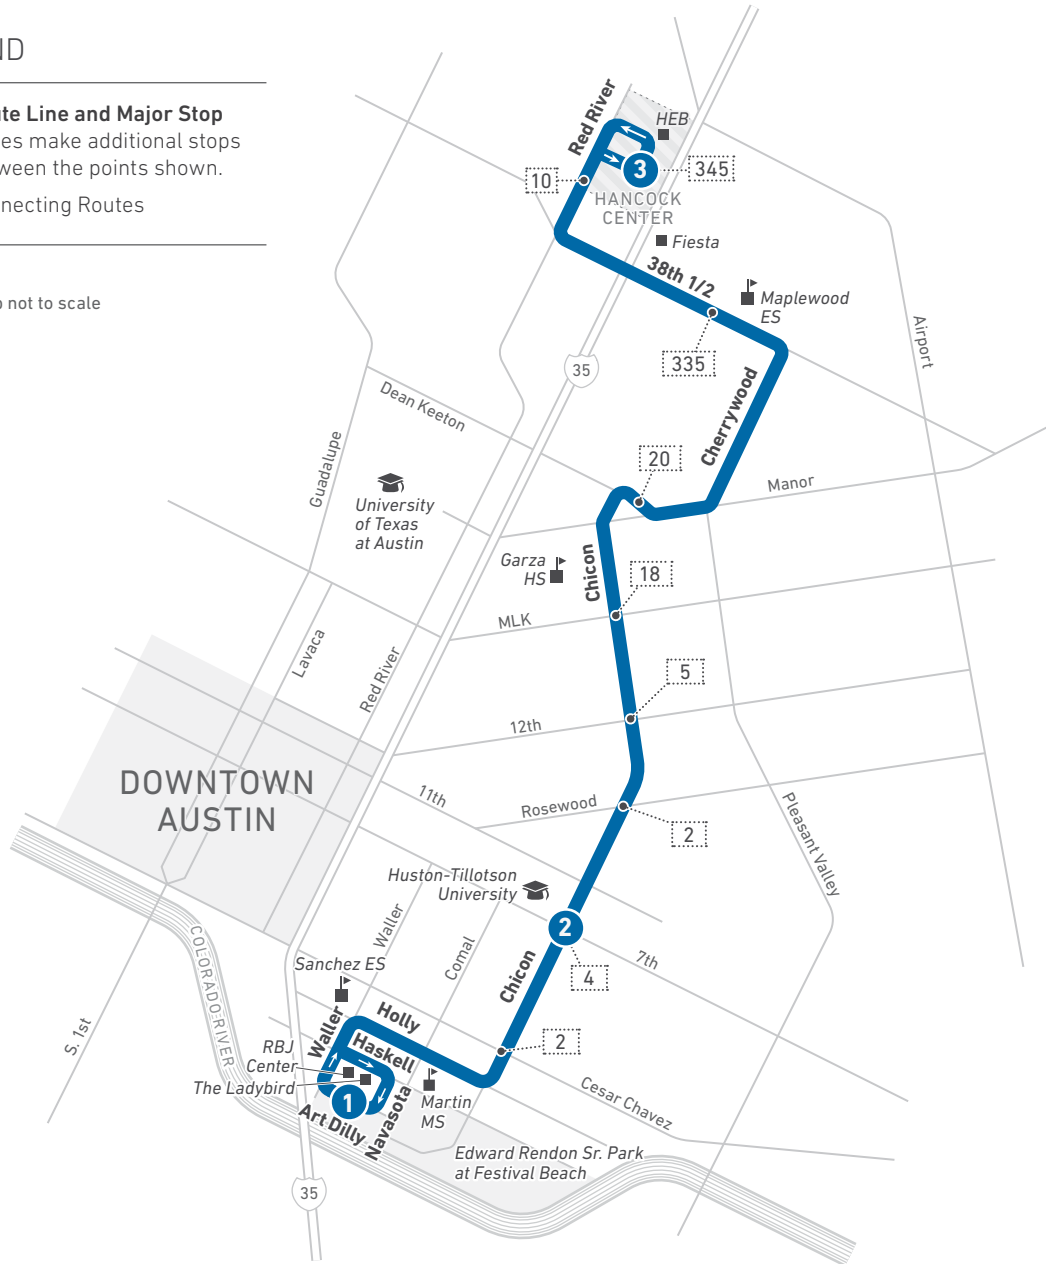 ND
te Line and Major Stop
es make additional stops
ween the points shown.
necting Routes
o not to scale
Red River
HEB
3
345
10
HANCOCK
CENTER
Fiesta
38th 1/2
Maplewood
ES
335
35
Airport
Dean Keeton
Cherrywood
Guadalupe
20
Manor
University
of Texas
at Austin
Garza
HS
Chicon
18
MLK
Lavaca
Red River
5
12th
DOWNTOWN
AUSTIN
11th
Rosewood
2
Pleasant Valley
Huston-Tillotson
University
Waller
2
Comal
7th
4
COLORADO RIVER
Sanchez ES
Chicon
S. 1st
Holly
Waller
Haskell
2
RBJ
Center
The Ladybird
1
Navasota
Martin
MS
Cesar Chavez
Art Dilly
Edward Rendon Sr. Park
at Festival Beach
35